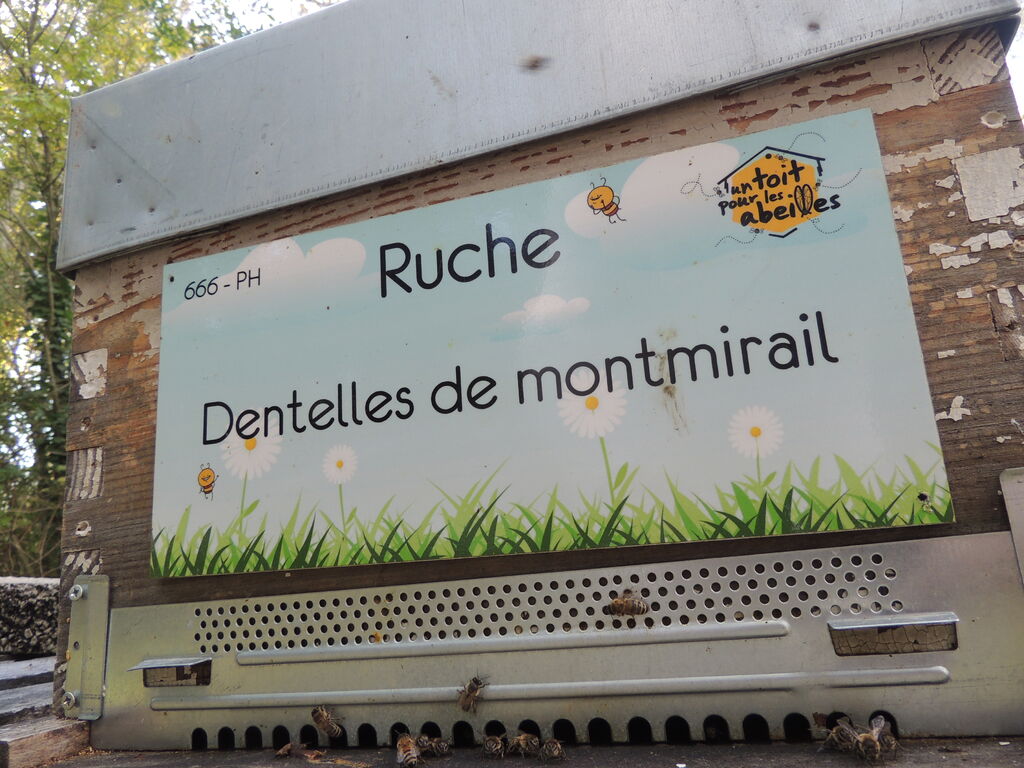 666 - PH
Ruche
un toit
pour les
abeilles
Dentelles de montmirail